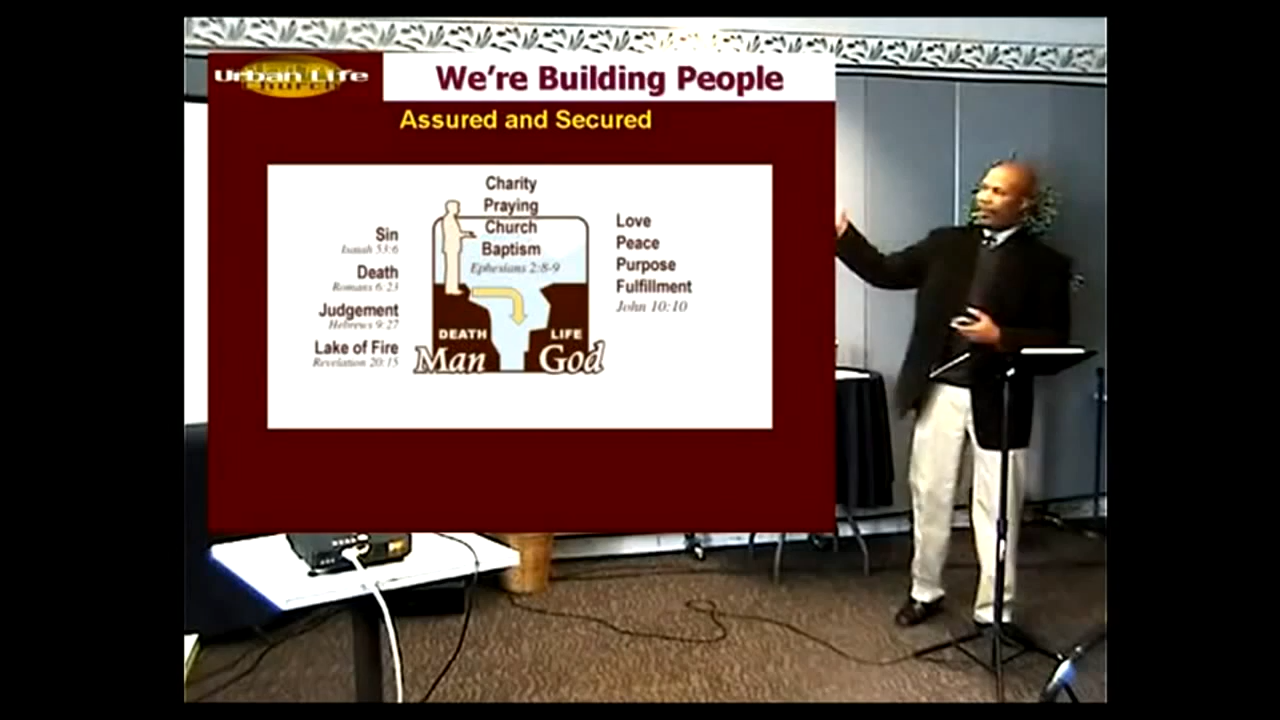 Urban Life
Church
We're Building People
Assured and Secured
Charity
Praying
Church
Baptism
Ephesians 2:8-9
Sin
Isaiah 53:6
Death
Romans 6:23
Judgement
Hebrews 9:27
Lake of Fire
Revelation 20:15
Love
Peace
Purpose
Fulfillment
John 10:10
DEATH
LIFE
Man
God